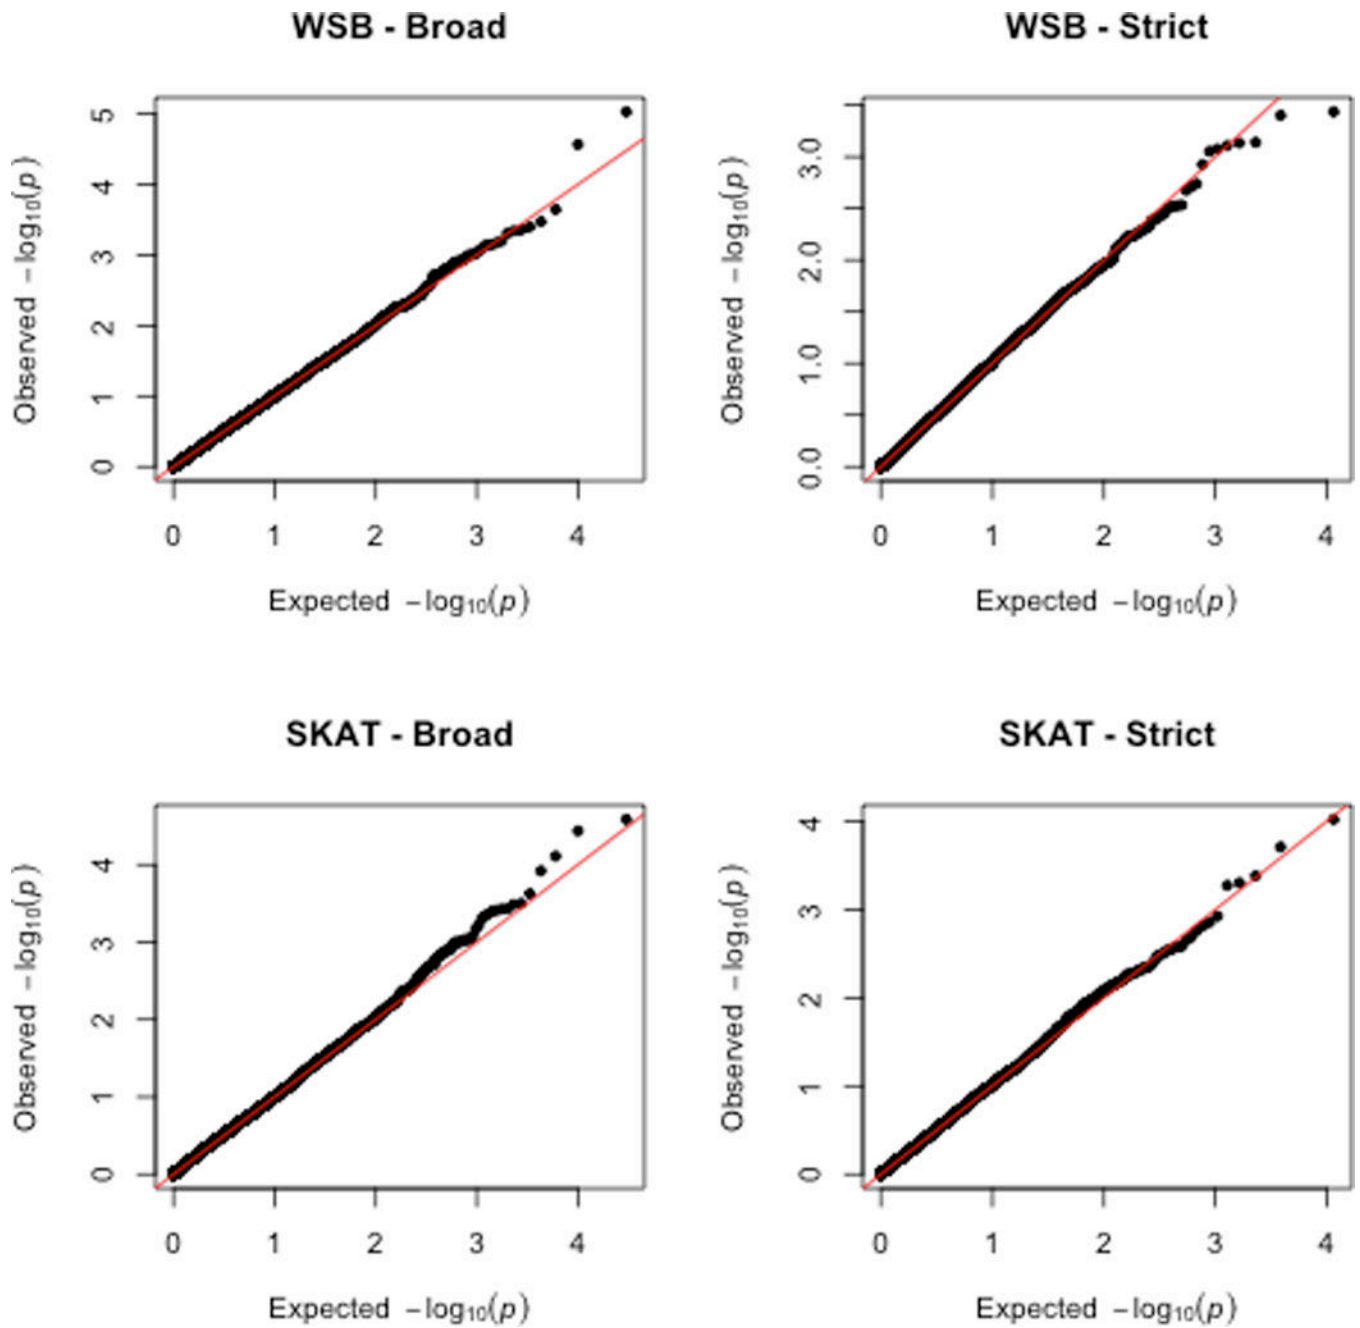 WSB - Broad
5
4
3
2
1
0
Observed −log₁₀(p)
0 1 2 3 4
Expected −log₁₀(p)
WSB - Strict
3.0
2.0
1.0
0.0
Observed −log₁₀(p)
0 1 2 3 4
Expected −log₁₀(p)
SKAT - Broad
4
3
2
1
0
Observed −log₁₀(p)
0 1 2 3 4
Expected −log₁₀(p)
SKAT - Strict
4
3
2
1
0
Observed −log₁₀(p)
0 1 2 3 4
Expected −log₁₀(p)